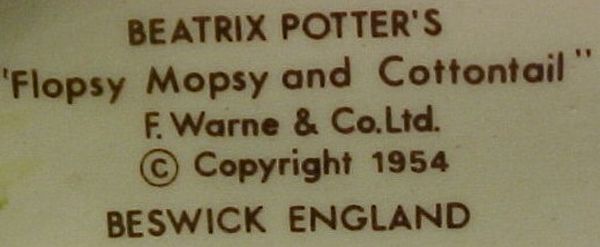 BEATRIX POTTER'S
'Flopsy Mopsy and Cottontail"
F. Warne & Co.Ltd.
© Copyright 1954
BESWICK ENGLAND